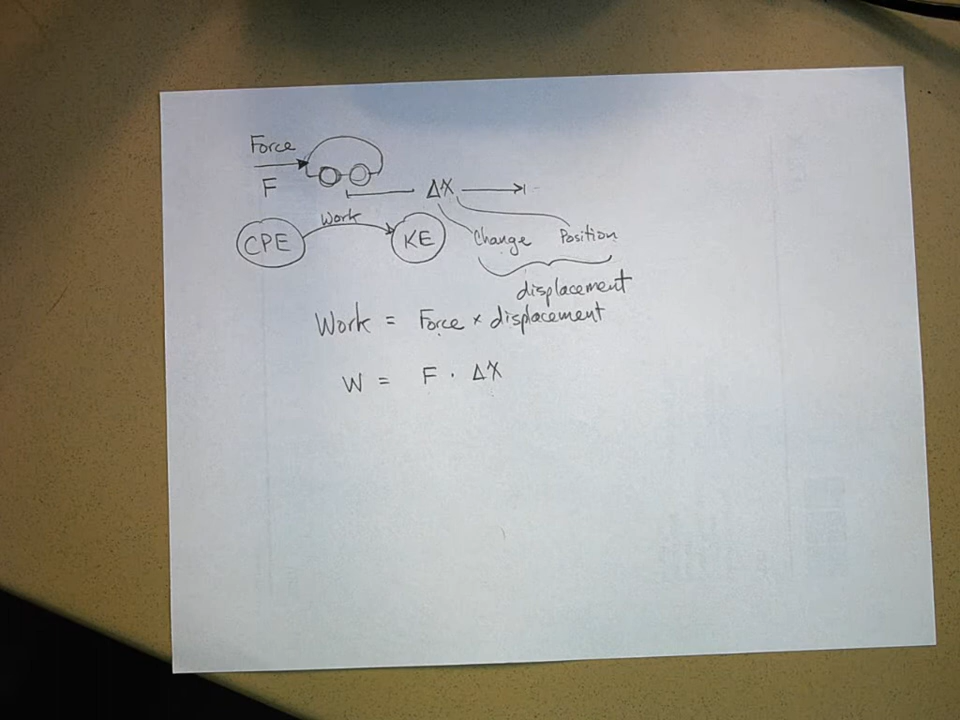 Force
F
ΔX
Work
CPE
KE
Change Position
displacement
Work = Force × displacement
W = F · ΔX